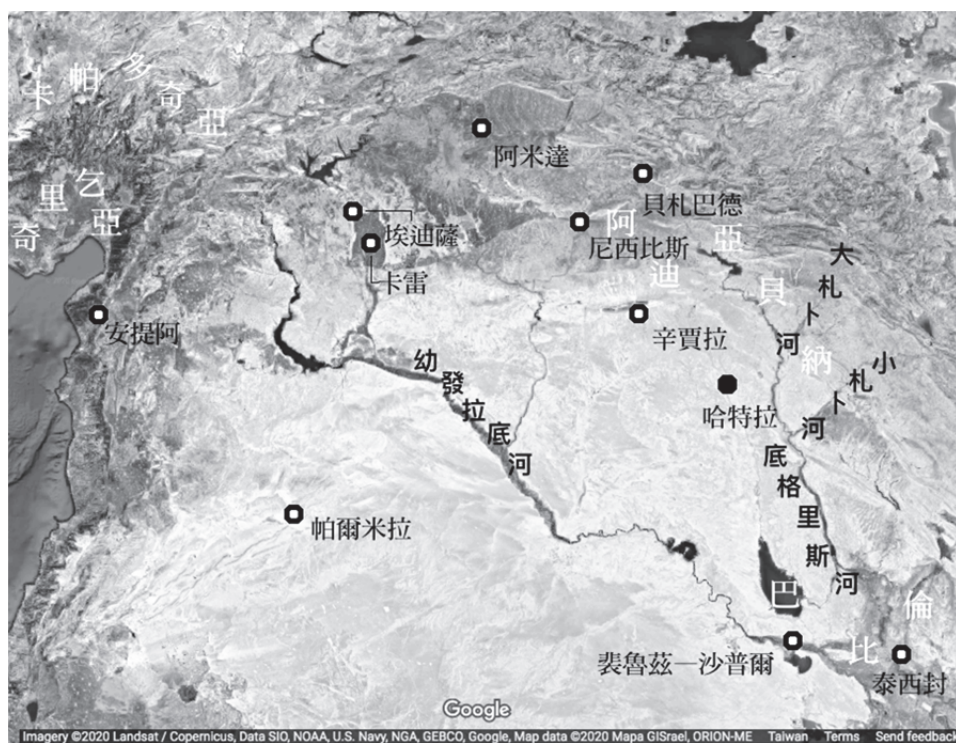 卡帕多奇亞
奇里乞亞
阿米達
貝札巴德
埃迪薩
尼西比斯
卡雷
阿迪亞貝納
大札卜河
安提阿
辛賈拉
小札卜河
哈特拉
幼發拉底河
底格里斯河
帕爾米拉
巴比倫
裴魯茲—沙普爾
泰西封
Google
Imagery ©2020 Landsat / Copernicus, Data SIO, NOAA, U.S. Navy, NGA, GEBCO, Google, Map data ©2020 Mapa GISrael, ORION-ME Taiwan Terms Send feedback